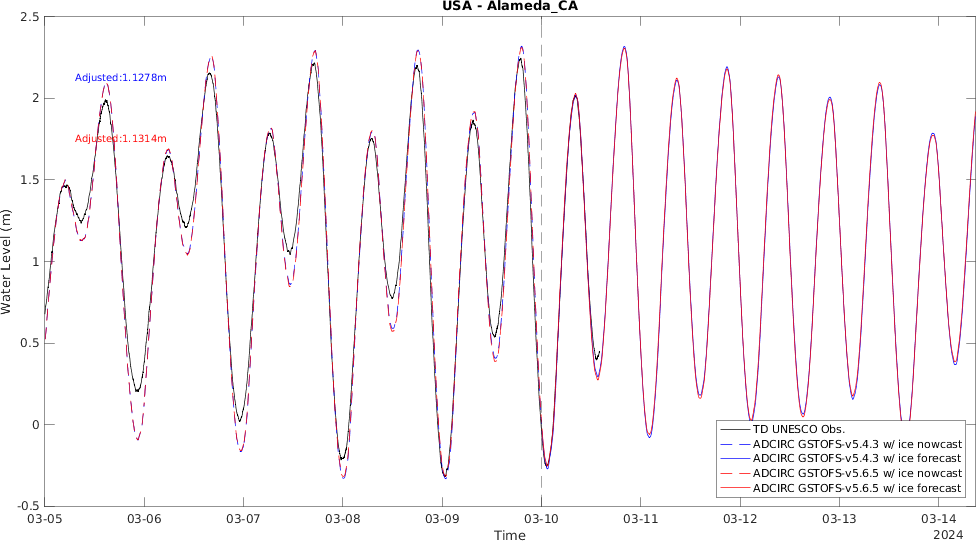 USA - Alameda_CA
2.5
2
1.5
1
0.5
0
-0.5
Water Level (m)
Adjusted:1.1278m
Adjusted:1.1314m
TD UNESCO Obs.
ADCIRC GSTOFS-v5.4.3 w/ ice nowcast
ADCIRC GSTOFS-v5.4.3 w/ ice forecast
ADCIRC GSTOFS-v5.6.5 w/ ice nowcast
ADCIRC GSTOFS-v5.6.5 w/ ice forecast
03-05 03-06 03-07 03-08 03-09 03-10 03-11 03-12 03-13 03-14
Time
2024